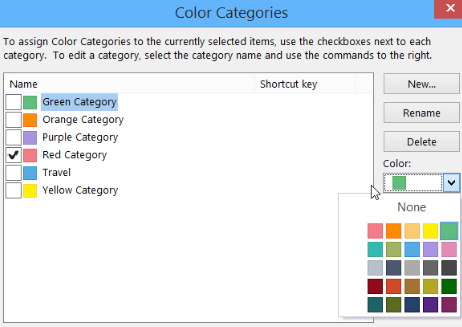 Color Categories
To assign Color Categories to the currently selected items, use the checkboxes next to each
category.  To edit a category, select the category name and use the commands to the right.
Name
Shortcut key
Green Category
Orange Category
Purple Category
Red Category
Travel
Yellow Category
New...
Rename
Delete
Color:
None